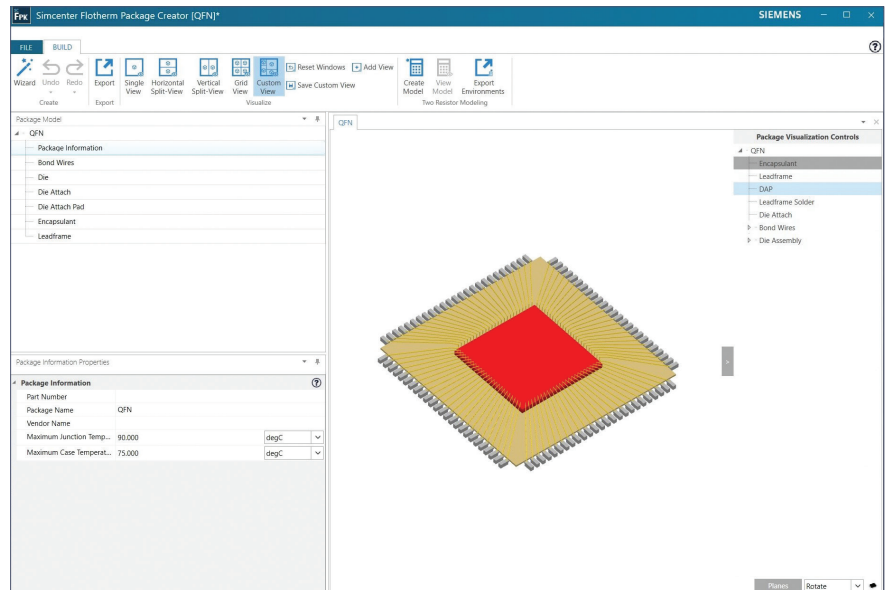 FPK Simcenter Flotherm Package Creator [QFN]* SIEMENS
FILE BUILD
Wizard Undo Redo Export Single View Horizontal Split-View Vertical Split-View Grid View Custom View Reset Windows Add View Save Custom View Create Model View Model Export Environments
Create Export Visualize Two Resistor Modeling
Package Model
QFN
Package Information
Bond Wires
Die
Die Attach
Die Attach Pad
Encapsulant
Leadframe
Package Information Properties
Package Information
Part Number
Package Name QFN
Vendor Name
Maximum Junction Temp... 90.000 degC
Maximum Case Temperat... 75.000 degC
QFN
Package Visualization Controls
QFN
Encapsulant
Leadframe
DAP
Leadframe Solder
Die Attach
Bond Wires
Die Assembly
Planes Rotate